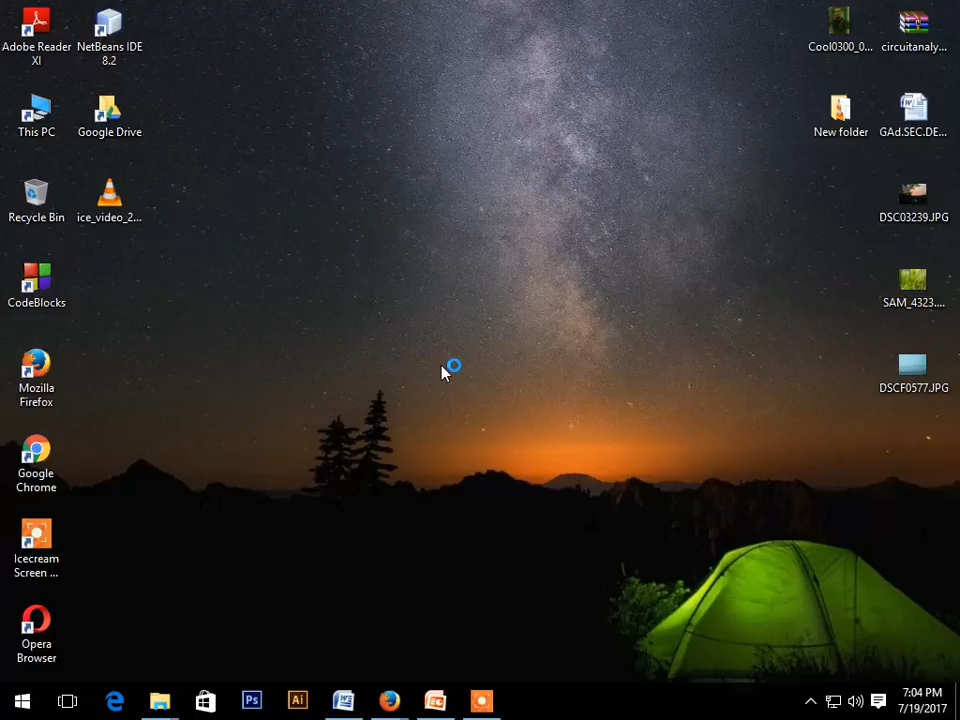 Adobe Reader
XI
NetBeans IDE
8.2
Cool0300_0...
circuitanaly...
This PC
Google Drive
New folder
GAd.SEC.DE...
Recycle Bin
ice_video_2...
DSC03239.JPG
CodeBlocks
SAM_4323....
Mozilla
Firefox
DSCF0577.JPG
Google
Chrome
Icecream
Screen ...
Opera
Browser
Ps
Ai
7:04 PM
7/19/2017